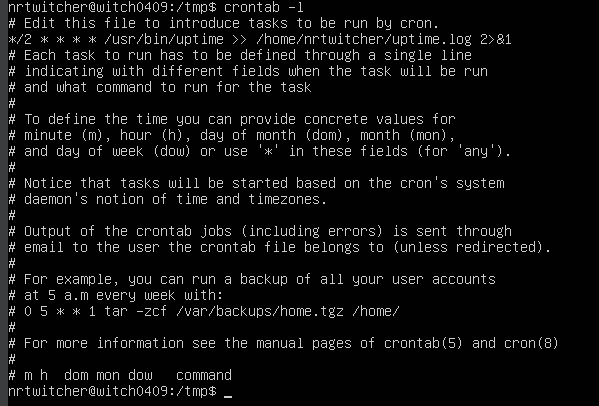 nrtwitcher@witch0409:/tmp$ crontab -l
# Edit this file to introduce tasks to be run by cron.
*/2 * * * * /usr/bin/uptime >> /home/nrtwitcher/uptime.log 2>&1
# Each task to run has to be defined through a single line
# indicating with different fields when the task will be run
# and what command to run for the task
#
# To define the time you can provide concrete values for
# minute (m), hour (h), day of month (dom), month (mon),
# and day of week (dow) or use '*' in these fields (for 'any').
#
# Notice that tasks will be started based on the cron's system
# daemon's notion of time and timezones.
#
# Output of the crontab jobs (including errors) is sent through
# email to the user the crontab file belongs to (unless redirected).
#
# For example, you can run a backup of all your user accounts
# at 5 a.m every week with:
# 0 5 * * 1 tar -zcf /var/backups/home.tgz /home/
#
# For more information see the manual pages of crontab(5) and cron(8)
#
# m h  dom mon dow   command
nrtwitcher@witch0409:/tmp$ _